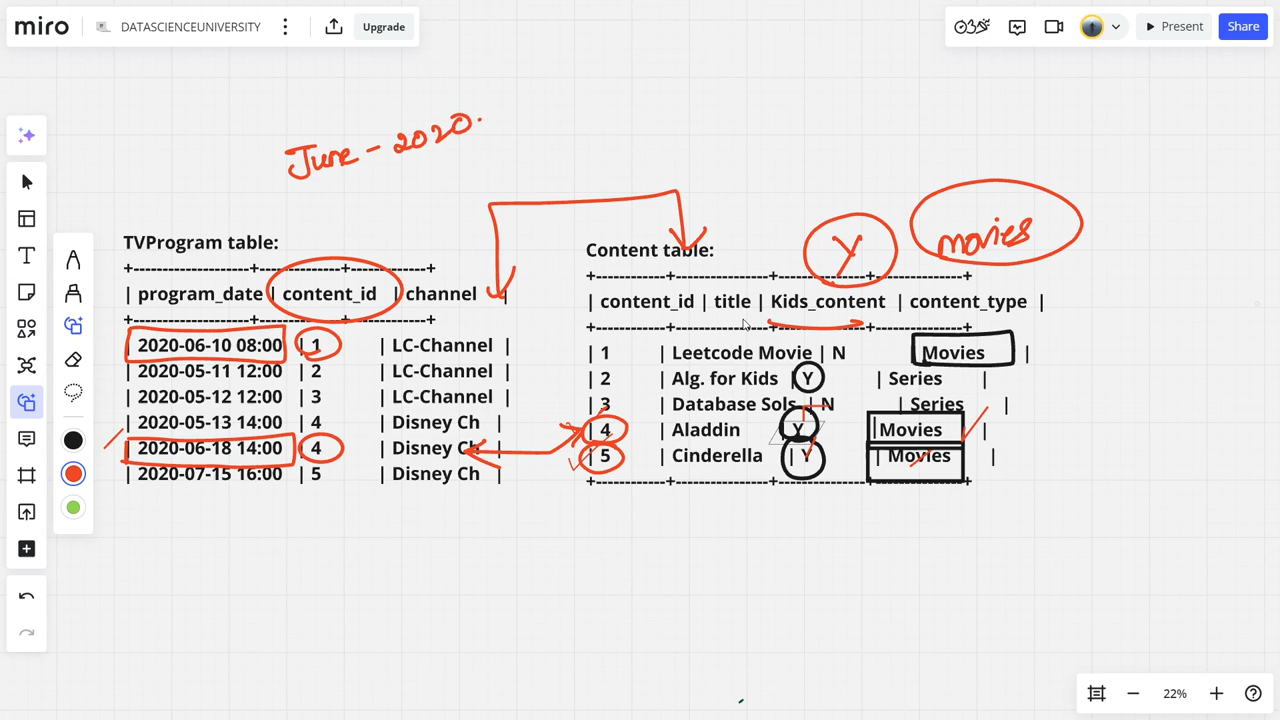 miro DATASCIENCEUNIVERSITY Upgrade Present Share
June - 2020.
Y movies
TVProgram table:
+-------------------+------------+-------------+
| program_date | content_id | channel |
+-------------------+------------+-------------+
| 2020-06-10 08:00 | 1 | LC-Channel |
| 2020-05-11 12:00 | 2 | LC-Channel |
| 2020-05-12 12:00 | 3 | LC-Channel |
| 2020-05-13 14:00 | 4 | Disney Ch |
| 2020-06-18 14:00 | 4 | Disney Ch |
| 2020-07-15 16:00 | 5 | Disney Ch |
Content table:
+------------+----------------+---------------+---------------+
| content_id | title | Kids_content | content_type |
+------------+----------------+---------------+---------------+
| 1 | Leetcode Movie | N Movies |
| 2 | Alg. for Kids | Y | Series |
| 3 | Database Sols | N | Series |
| 4 | Aladdin | Y | Movies |
| 5 | Cinderella | Y | Movies |
+------------+----------------+---------------+---------------+
22%